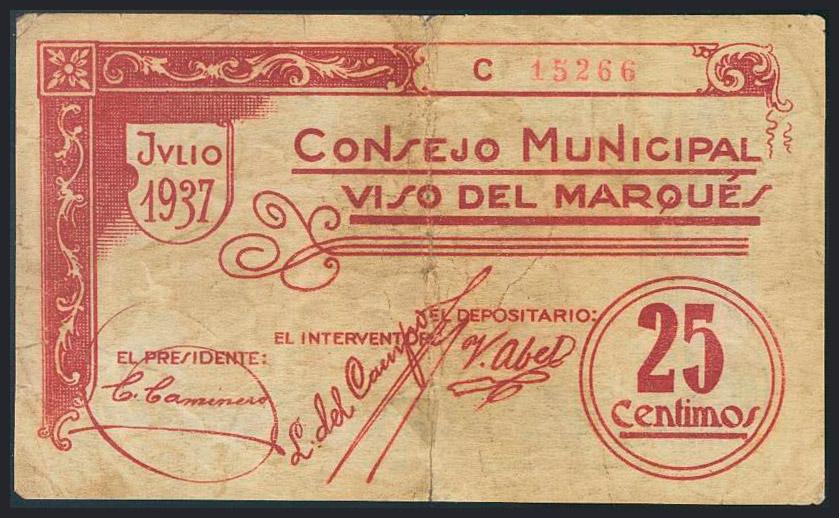 C 15266
JVLIO
1937
CONSEJO MUNICIPAL
VISO DEL MARQUÉS
EL PRESIDENTE:
C. Caminero
EL INTERVENTOR:
L. del Campo
EL DEPOSITARIO:
V. Abel
25
Centimos